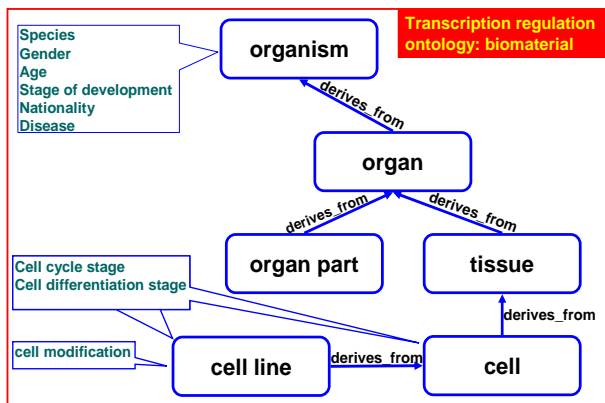 Transcription regulation
ontology: biomaterial
Species
Gender
Age
Stage of development
Nationality
Disease
organism
derives_from
organ
derives_from
derives_from
organ part
tissue
Cell cycle stage
Cell differentiation stage
derives_from
cell modification
cell line
derives_from
cell